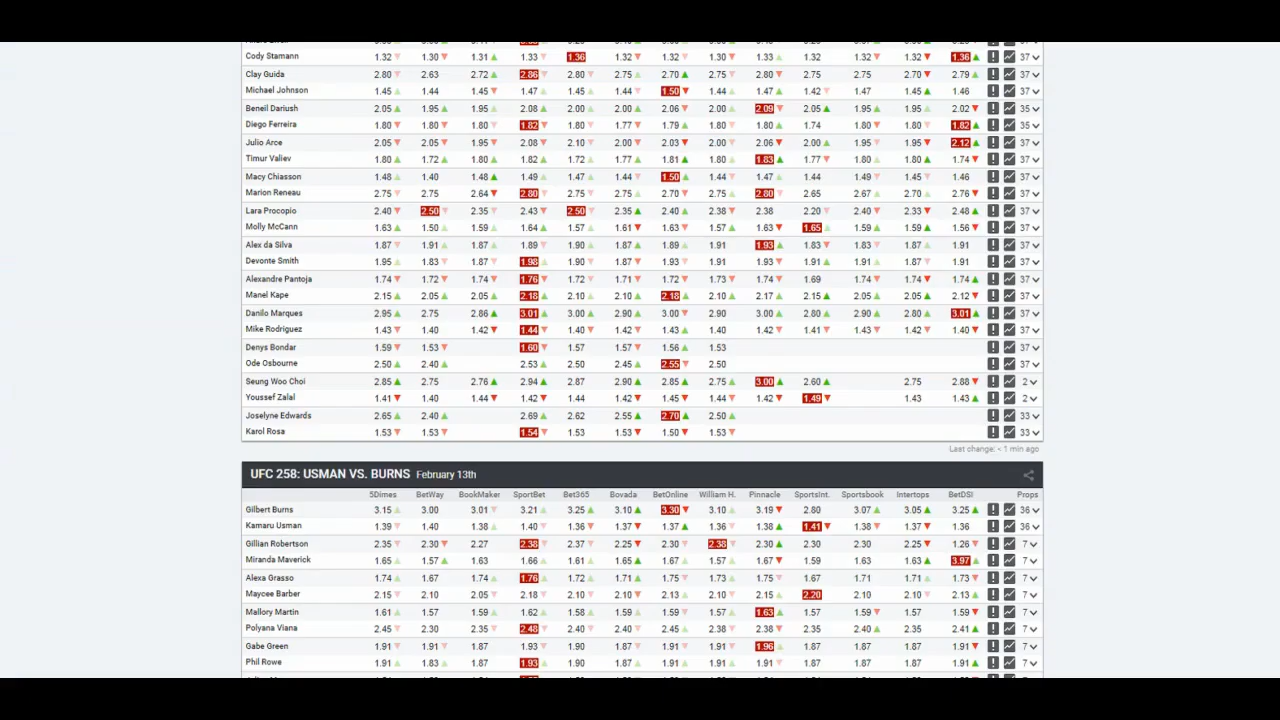 Cody Stamann 1.32 1.30 1.31 1.33 1.36 1.32 1.32 1.30 1.33 1.32 1.32 1.32 1.36 37
Clay Guida 2.80 2.63 2.72 2.86 2.80 2.75 2.70 2.75 2.80 2.75 2.75 2.70 2.79 37
Michael Johnson 1.45 1.44 1.45 1.47 1.45 1.44 1.50 1.44 1.47 1.42 1.47 1.45 1.46 37
Beneil Dariush 2.05 1.95 1.95 2.08 2.00 2.00 2.06 2.00 2.09 2.05 1.95 1.95 2.02 35
Diego Ferreira 1.80 1.80 1.80 1.82 1.80 1.77 1.79 1.80 1.80 1.74 1.80 1.80 1.82 35
Julio Arce 2.05 2.05 1.95 2.08 2.10 2.00 2.03 2.00 2.06 2.00 1.95 1.95 2.12 37
Timur Valiev 1.80 1.72 1.80 1.82 1.72 1.77 1.81 1.80 1.83 1.77 1.80 1.80 1.74 37
Macy Chiasson 1.48 1.40 1.48 1.49 1.47 1.44 1.50 1.44 1.47 1.44 1.49 1.45 1.46 37
Marion Reneau 2.75 2.75 2.64 2.80 2.75 2.75 2.70 2.75 2.80 2.65 2.67 2.70 2.76 37
Lara Procopio 2.40 2.50 2.35 2.43 2.50 2.35 2.40 2.38 2.38 2.20 2.40 2.33 2.48 37
Molly McCann 1.63 1.50 1.59 1.64 1.57 1.61 1.63 1.57 1.63 1.65 1.59 1.59 1.56 37
Alex da Silva 1.87 1.91 1.87 1.89 1.90 1.87 1.89 1.91 1.93 1.83 1.83 1.87 1.91 37
Devonte Smith 1.95 1.83 1.87 1.98 1.90 1.87 1.93 1.91 1.93 1.91 1.91 1.87 1.91 37
Alexandre Pantoja 1.74 1.72 1.74 1.76 1.72 1.71 1.72 1.73 1.74 1.69 1.74 1.74 1.74 37
Manel Kape 2.15 2.05 2.05 2.18 2.10 2.10 2.18 2.10 2.17 2.15 2.05 2.05 2.12 37
Danilo Marques 2.95 2.75 2.86 3.01 3.00 2.90 3.00 2.90 3.00 2.80 2.90 2.80 3.01 37
Mike Rodriguez 1.43 1.40 1.42 1.44 1.40 1.42 1.43 1.40 1.42 1.41 1.43 1.42 1.40 37
Denys Bondar 1.59 1.53 1.60 1.57 1.57 1.56 1.53 37
Ode Osbourne 2.50 2.40 2.53 2.50 2.45 2.55 2.50 37
Seung Woo Choi 2.85 2.75 2.76 2.94 2.87 2.90 2.85 2.75 3.00 2.60 2.75 2.88 2
Youssef Zalal 1.41 1.40 1.44 1.42 1.44 1.42 1.45 1.44 1.42 1.49 1.43 1.43 2
Joselyne Edwards 2.65 2.40 2.69 2.62 2.55 2.70 2.50 33
Karol Rosa 1.53 1.53 1.54 1.53 1.53 1.50 1.53 33
Last change: < 1 min ago
UFC 258: USMAN VS. BURNS February 13th
5Dimes BetWay BookMaker SportBet Bet365 Bovada BetOnline William H. Pinnacle SportsInt. Sportsbook Intertops BetDSI Props
Gilbert Burns 3.15 3.00 3.01 3.21 3.25 3.10 3.30 3.10 3.19 2.80 3.07 3.05 3.25 36
Kamaru Usman 1.39 1.40 1.38 1.40 1.36 1.37 1.37 1.36 1.38 1.41 1.38 1.37 1.36 36
Gillian Robertson 2.35 2.30 2.27 2.38 2.37 2.25 2.30 2.38 2.30 2.30 2.30 2.25 1.26 7
Miranda Maverick 1.65 1.57 1.63 1.66 1.61 1.65 1.67 1.57 1.67 1.59 1.63 1.63 3.97 7
Alexa Grasso 1.74 1.67 1.74 1.76 1.72 1.71 1.75 1.73 1.75 1.67 1.71 1.71 1.73 7
Maycee Barber 2.15 2.10 2.05 2.18 2.10 2.10 2.13 2.10 2.15 2.20 2.10 2.10 2.13 7
Mallory Martin 1.61 1.57 1.59 1.62 1.58 1.59 1.59 1.57 1.63 1.57 1.59 1.57 1.59 7
Polyana Viana 2.45 2.30 2.35 2.48 2.40 2.40 2.45 2.38 2.38 2.35 2.40 2.35 2.41 7
Gabe Green 1.91 1.91 1.87 1.93 1.90 1.87 1.91 1.91 1.96 1.87 1.87 1.87 1.91 7
Phil Rowe 1.91 1.83 1.87 1.93 1.90 1.87 1.91 1.91 1.91 1.87 1.87 1.87 1.91 7